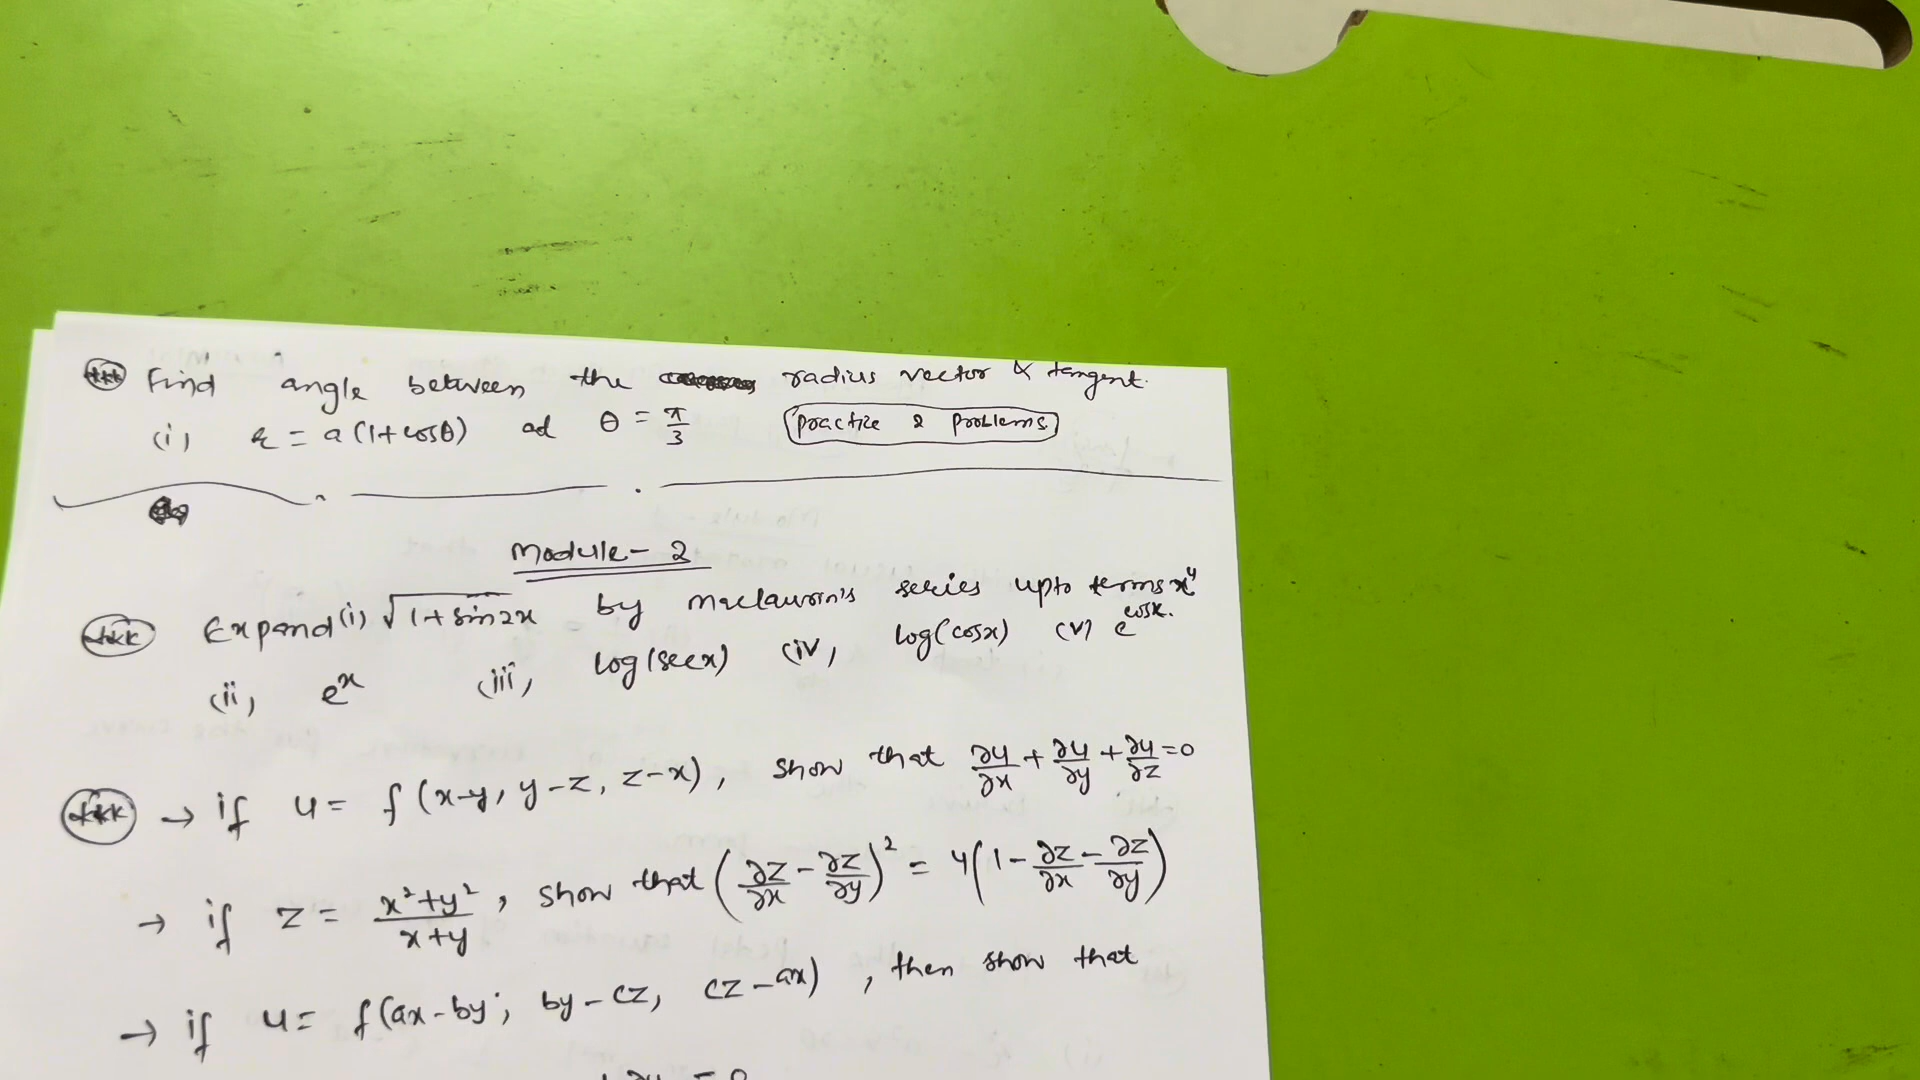 *** Find angle between the radius vector & tangent.
(i) r = a(1+cosθ) at θ = π/3 practice 2 problems
Module - 2
*** Expand (i) √(1+sin2x) by maclaurin's series upto terms x⁴
(ii) eˣ (iii) log(secx) (iv) log(cosx) (v) e^cosx.
*** → if u = f(x-y, y-z, z-x), show that ∂u/∂x + ∂u/∂y + ∂u/∂z = 0
→ if z = (x²+y²)/(x+y), show that (∂z/∂x - ∂z/∂y)² = 4(1 - ∂z/∂x - ∂z/∂y)
→ if u = f(ax-by, by-cz, cz-ax), then show that
= 0